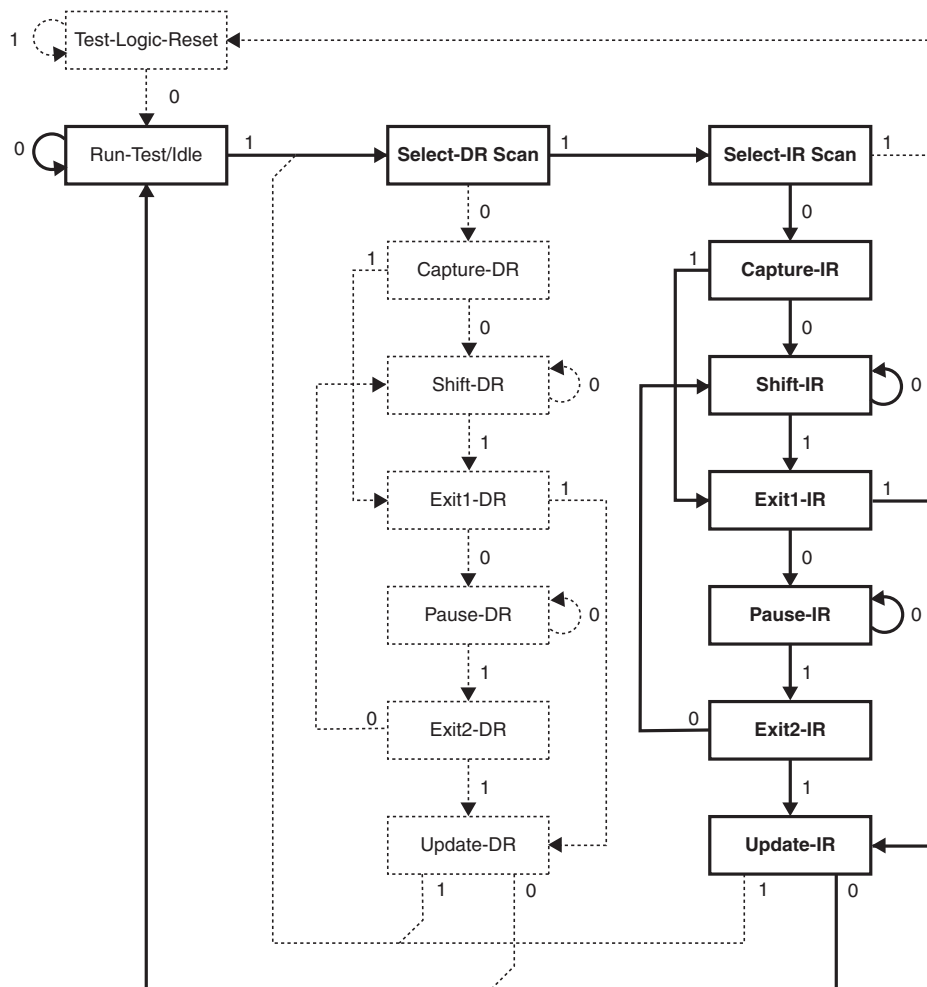 Test-Logic-Reset
1
0
0
Run-Test/Idle
1
Select-DR Scan
1
Select-IR Scan
1
0
0
1
Capture-DR
1
Capture-IR
0
0
Shift-DR
0
Shift-IR
0
1
1
Exit1-DR
1
Exit1-IR
1
0
0
Pause-DR
0
Pause-IR
0
1
1
0
Exit2-DR
0
Exit2-IR
1
1
Update-DR
Update-IR
1
0
1
0